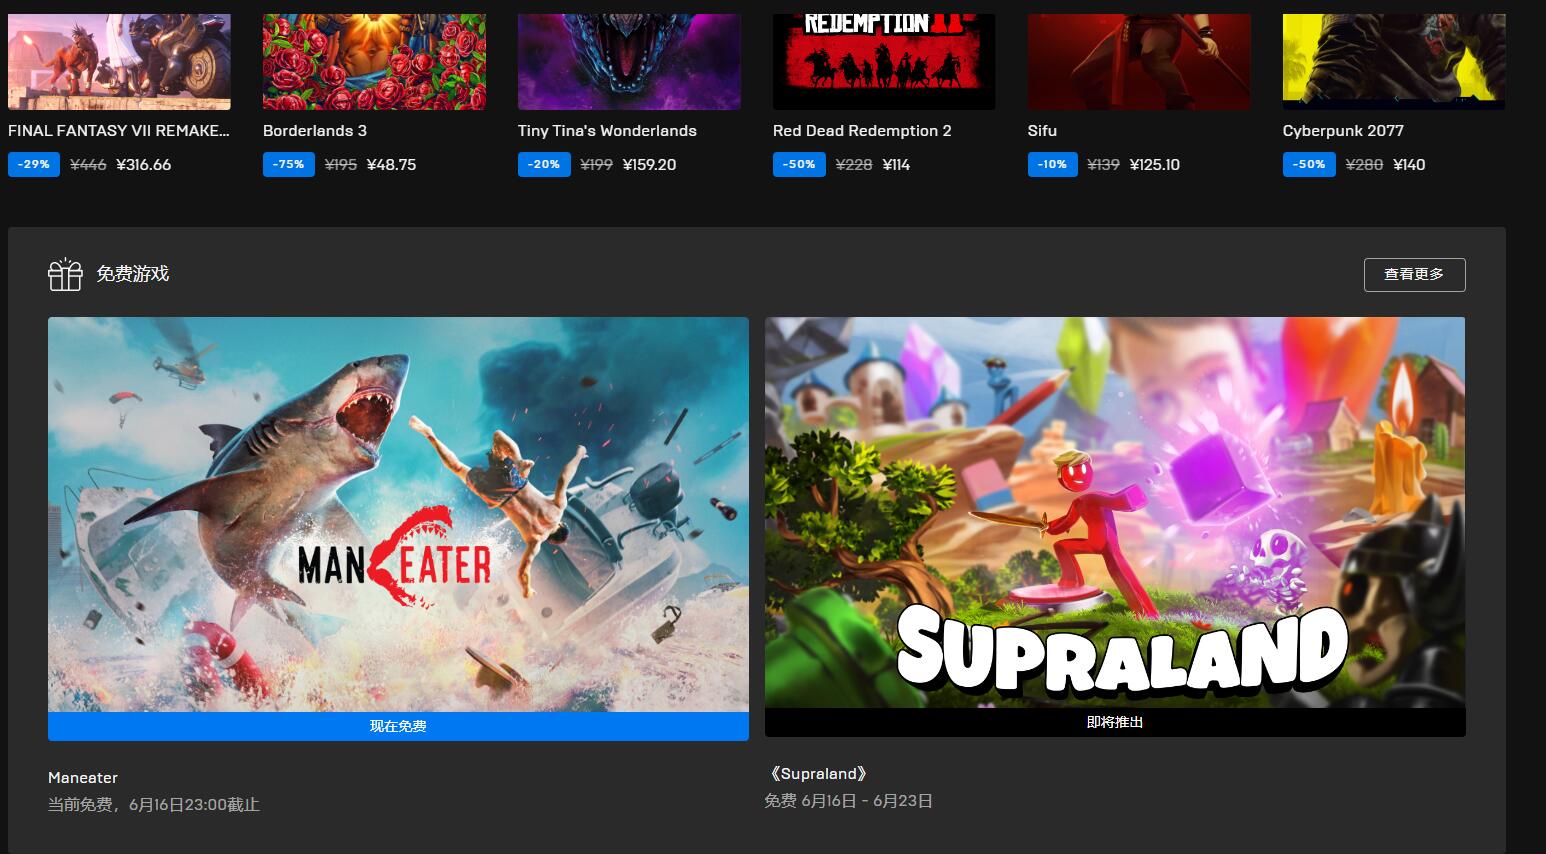 REDEMPTION II
FINAL FANTASY VII REMAKE...
-29% ¥446 ¥316.66
Borderlands 3
-75% ¥195 ¥48.75
Tiny Tina's Wonderlands
-20% ¥199 ¥159.20
Red Dead Redemption 2
-50% ¥228 ¥114
Sifu
-10% ¥139 ¥125.10
Cyberpunk 2077
-50% ¥280 ¥140
免费游戏
查看更多
MANEATER
现在免费
Maneater
当前免费，6月16日23:00截止
SUPRALAND
即将推出
《Supraland》
免费 6月16日 - 6月23日